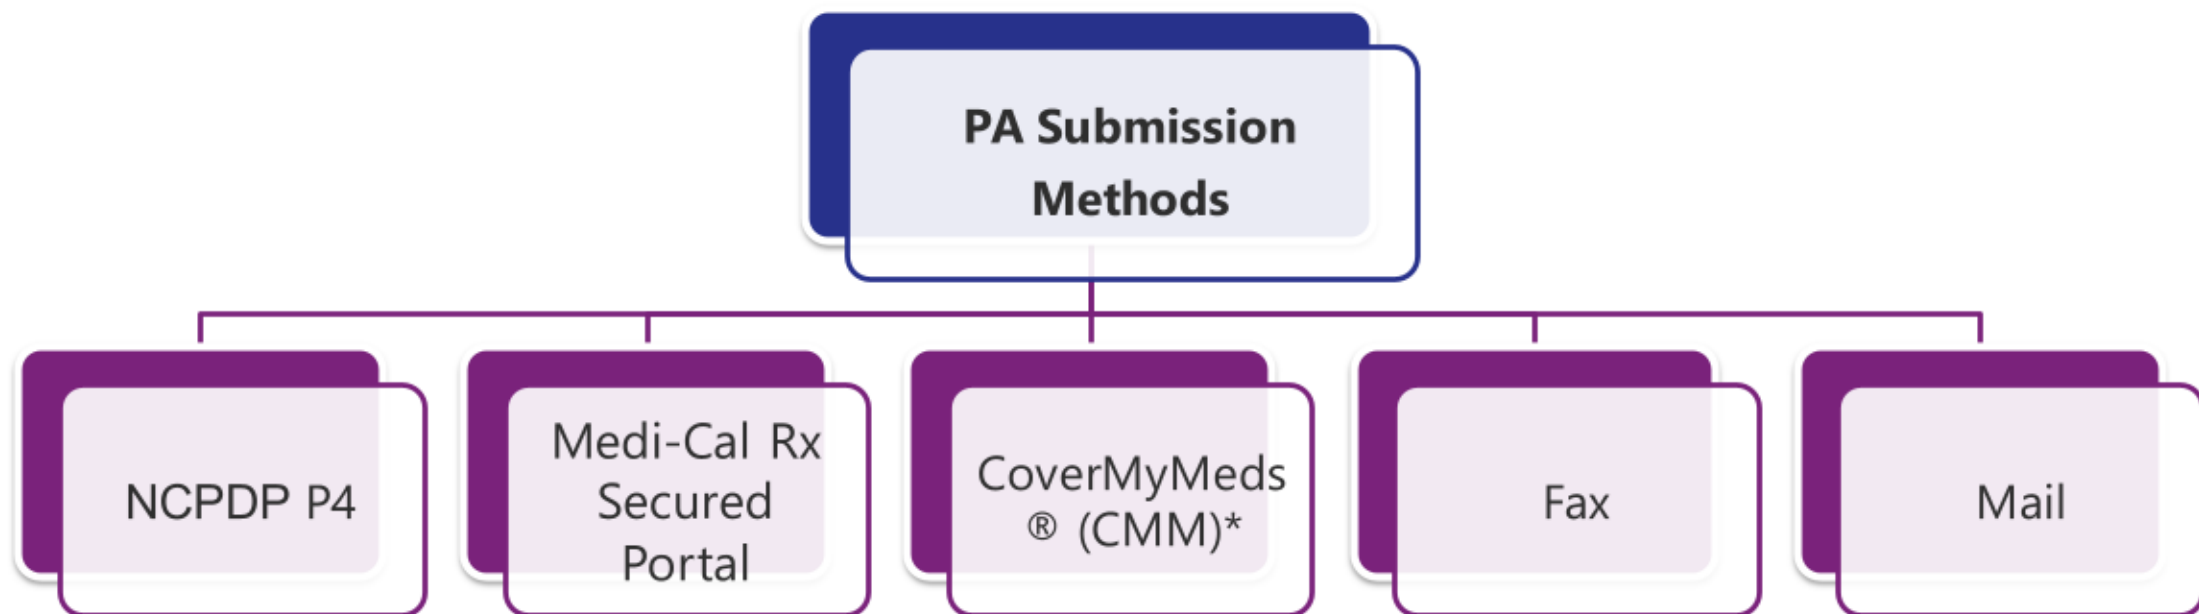 PA Submission
Methods
NCPDP P4
Medi-Cal Rx
Secured
Portal
CoverMyMeds
® (CMM)*
Fax
Mail